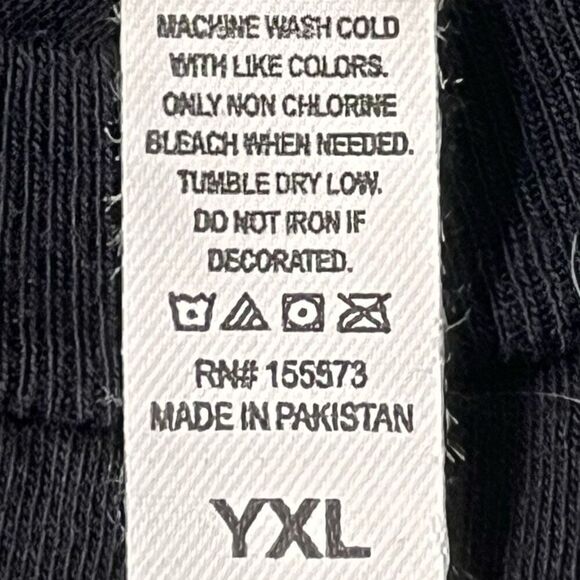 MACHINE WASH COLD
WITH LIKE COLORS.
ONLY NON CHLORINE
BLEACH WHEN NEEDED.
TUMBLE DRY LOW.
DO NOT IRON IF
DECORATED.
RN# 155573
MADE IN PAKISTAN
YXL